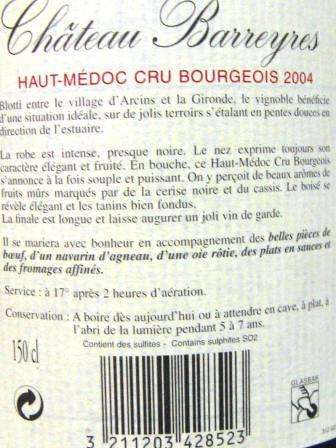 Château Barreyres
HAUT-MÉDOC CRU BOURGEOIS 2004
Blotti entre le village d'Arcins et la Gironde, le vignoble bénéficie
d'une situation idéale, sur de jolis terroirs s'étalant en pentes douces en
direction de l'estuaire.
La robe est intense, presque noire. Le nez exprime toujours son
caractère élégant et fruité. En bouche, ce Haut-Médoc Cru Bourgeois
s'annonce à la fois souple et puissant. On y perçoit de beaux arômes de
fruits mûrs marqués par de la cerise noire et du cassis. Le boisé se
révèle élégant et les tanins bien fondus.
La finale est longue et laisse augurer un joli vin de garde.
Il se mariera avec bonheur en accompagnement des belles pièces de
bœuf, d'un navarin d'agneau, d'une oie rôtie, des plats en sauces et
des fromages affinés.
Service : à 17° après 2 heures d'aération.
Conservation : A boire dès aujourd'hui ou à attendre en cave, à plat, à
l'abri de la lumière pendant 5 à 7 ans.
Contient des sulfites - Contains sulphites SO2
150 cl
GLASBAK
3 211203 428523